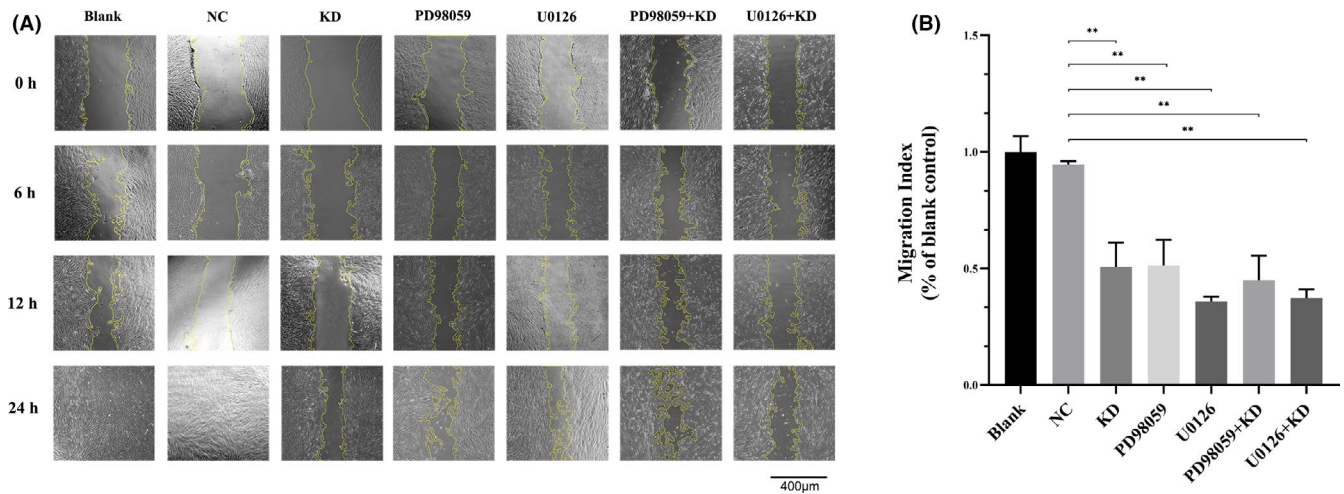 (A)
Blank NC KD PD98059 U0126 PD98059+KD U0126+KD
0 h
6 h
12 h
24 h
400μm
(B)
Migration Index
(% of blank control)
1.5
1.0
0.5
0.0
**
**
**
**
**
Blank
NC
KD
PD98059
U0126
PD98059+KD
U0126+KD